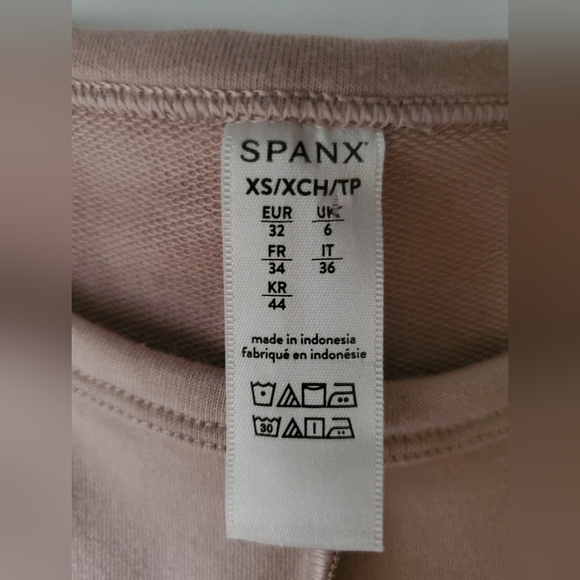 SPANX
XS/XCH/TP
EUR UK
32 6
FR IT
34 36
KR
44
made in indonesia
fabriqué en indonésie
30